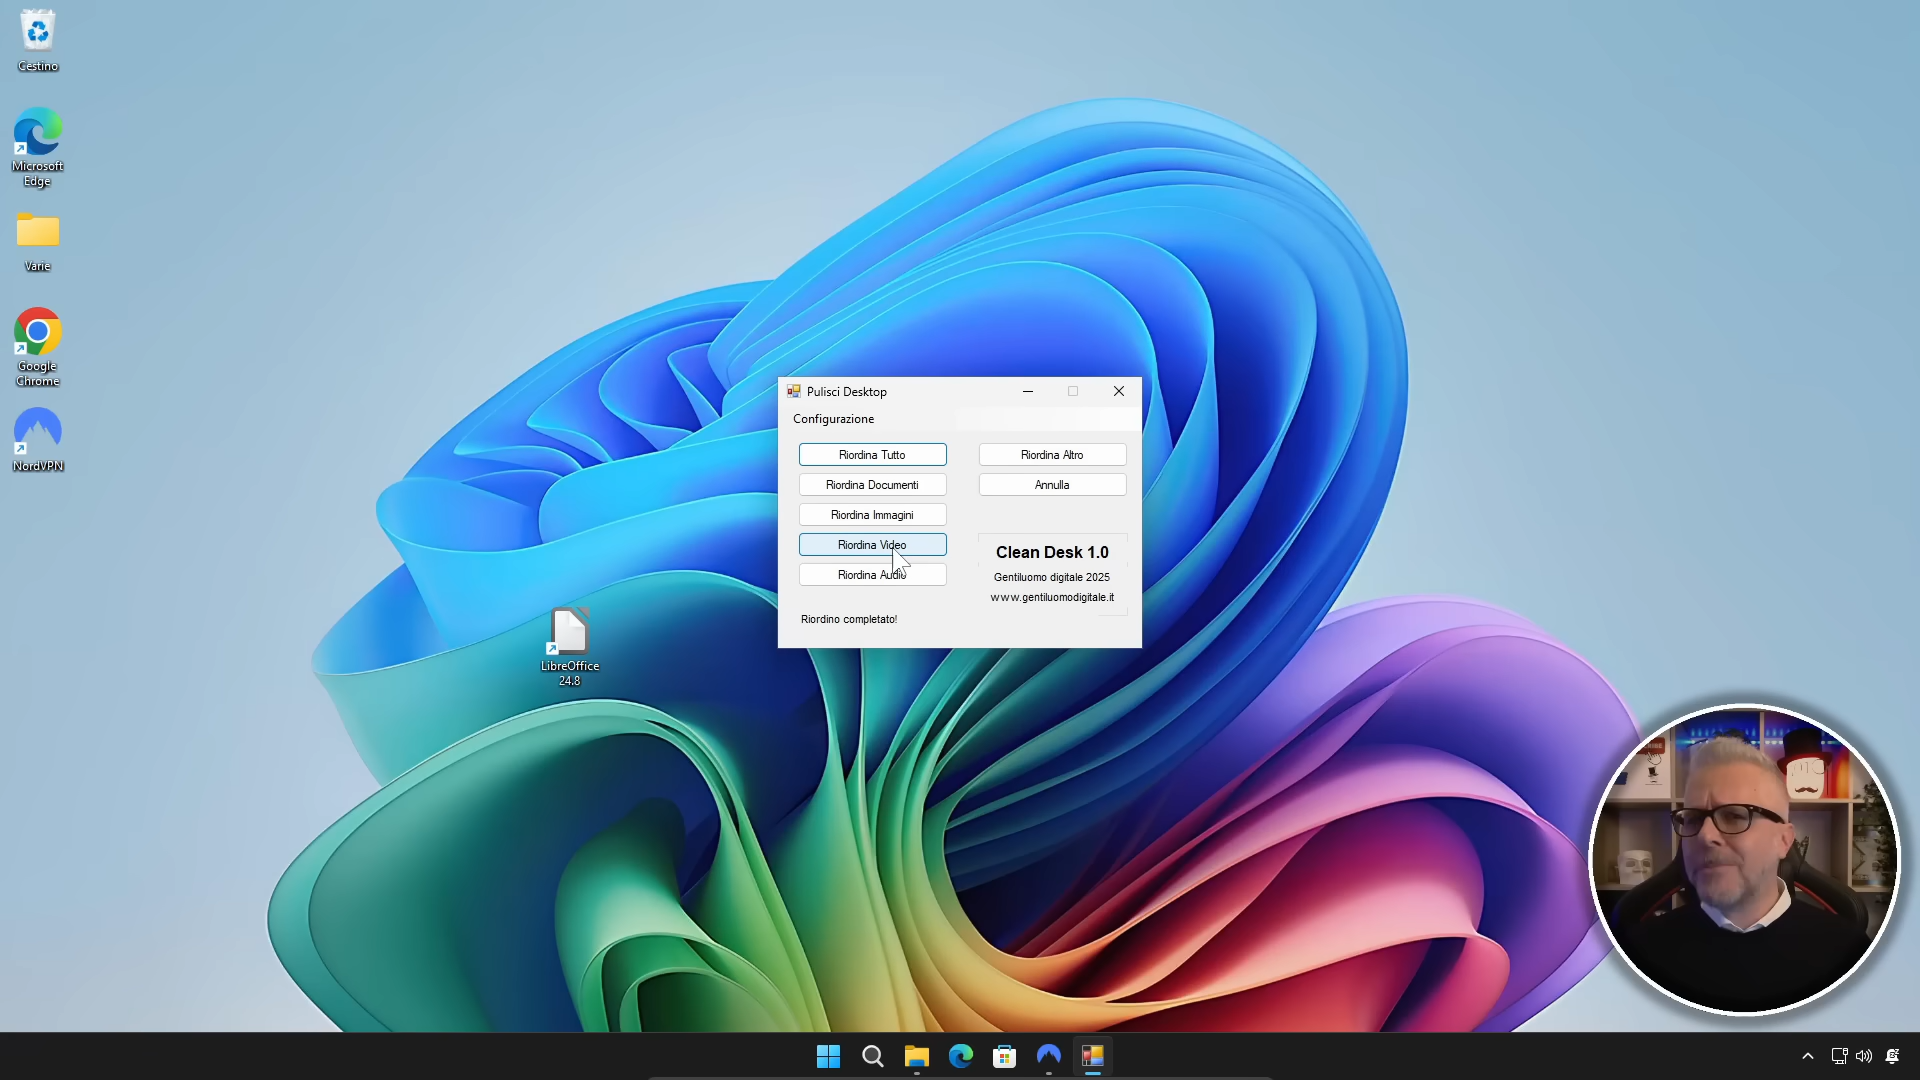 Cestino
Microsoft
Edge
Varie
Google
Chrome
NordVPN
LibreOffice
24.8
Pulisci Desktop
Configurazione
Riordina Tutto
Riordina Altro
Riordina Documenti
Annulla
Riordina Immagini
Riordina Video
Riordina Audio
Clean Desk 1.0
Gentiluomo digitale 2025
www.gentiluomodigitale.it
Riordino completato!